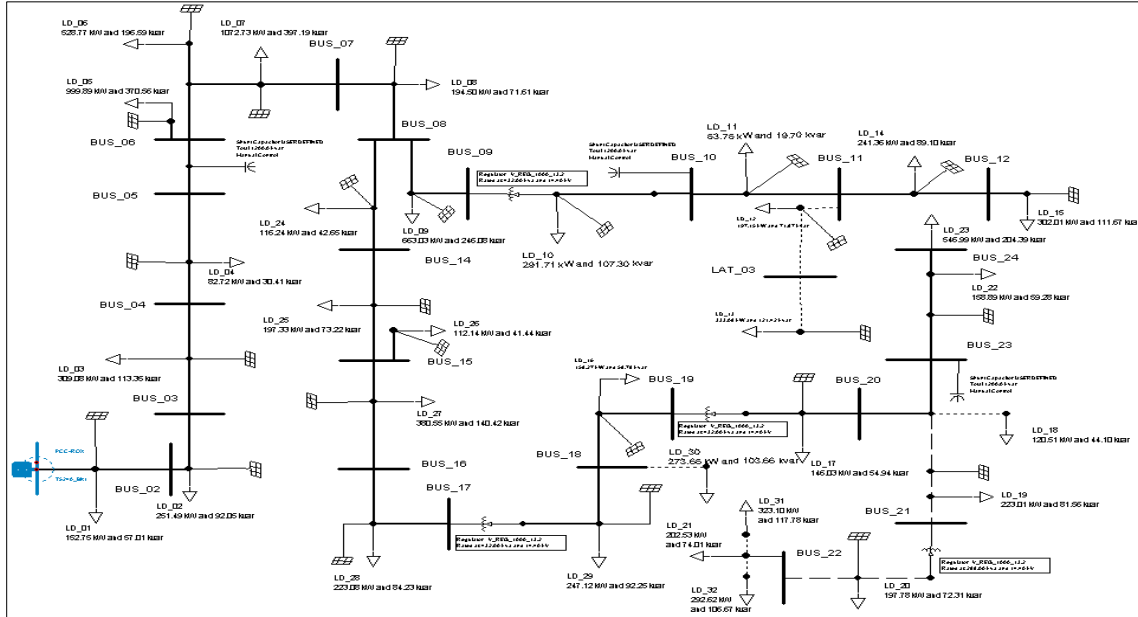 LD_06
528.77 kW and 196.59 kvar
LD_07
1072.73 kW and 397.19 kvar
BUS_07
LD_05
999.89 kW and 370.56 kvar
LD_08
194.50 kW and 71.61 kvar
BUS_06
BUS_08
BUS_09
BUS_10
LD_11
53.75 kW and 19.70 kvar
LD_14
241.36 kW and 89.10 kvar
BUS_11
BUS_12
Manual Control
Manual Control
BUS_05
LD_24
116.24 kW and 42.65 kvar
LD_09
663.03 kW and 246.08 kvar
LD_10
291.71 kW and 107.30 kvar
LD_15
302.01 kW and 111.67 kvar
LD_23
546.99 kW and 204.39 kvar
LD_04
82.72 kW and 30.41 kvar
BUS_14
LAT_03
BUS_24
LD_22
158.89 kW and 59.28 kvar
BUS_04
LD_25
197.33 kW and 73.22 kvar
LD_26
112.14 kW and 41.44 kvar
BUS_15
BUS_23
LD_03
309.08 kW and 113.36 kvar
BUS_19
BUS_20
Manual Control
BUS_03
LD_27
380.55 kW and 140.42 kvar
LD_18
120.51 kW and 44.10 kvar
BUS_18
LD_30
273.66 kW and 103.66 kvar
LD_17
146.03 kW and 54.94 kvar
BUS_16
BUS_02
LD_02
251.49 kW and 92.05 kvar
BUS_17
LD_01
152.75 kW and 57.01 kvar
LD_19
223.01 kW and 81.56 kvar
BUS_21
LD_31
323.10 kW
and 117.78 kvar
LD_21
202.53 kW
and 74.01 kvar
BUS_22
LD_28
223.08 kW and 84.23 kvar
LD_29
247.12 kW and 92.25 kvar
LD_32
292.62 kW
and 106.67 kvar
LD_20
197.78 kW and 72.31 kvar